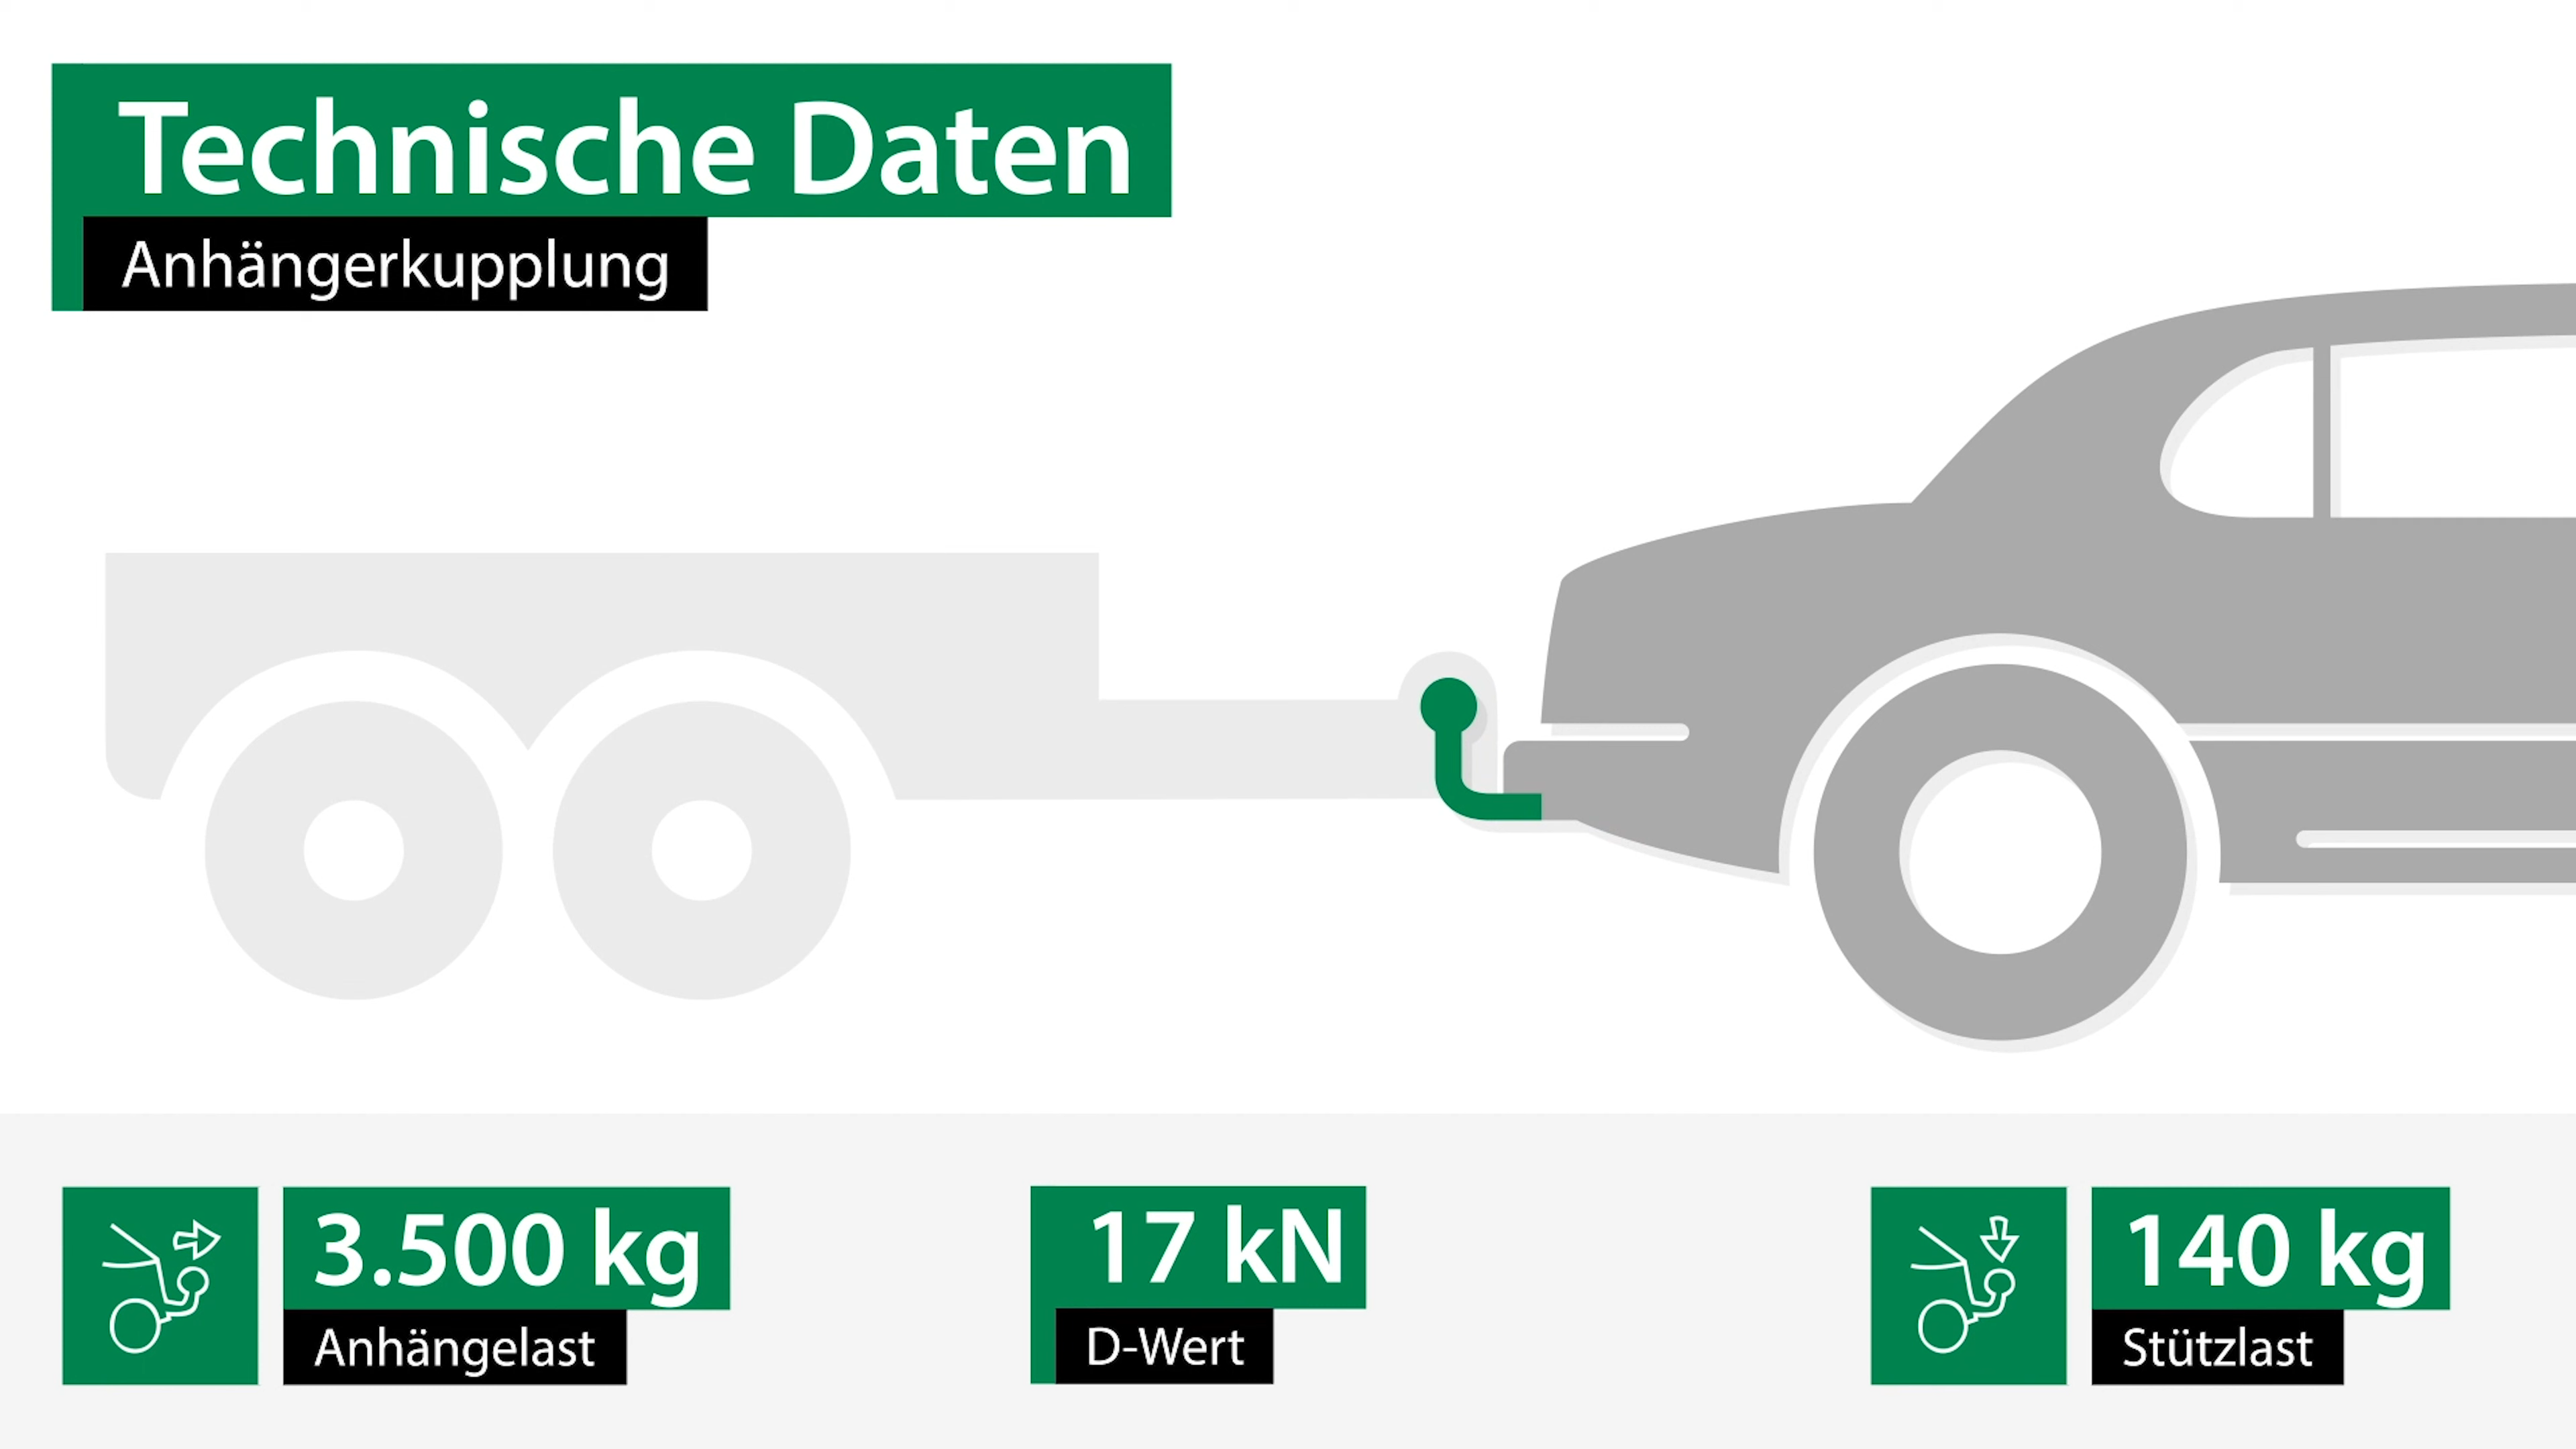 Technische Daten
Anhängerkupplung
3.500 kg
Anhängelast
17 kN
D-Wert
140 kg
Stützlast